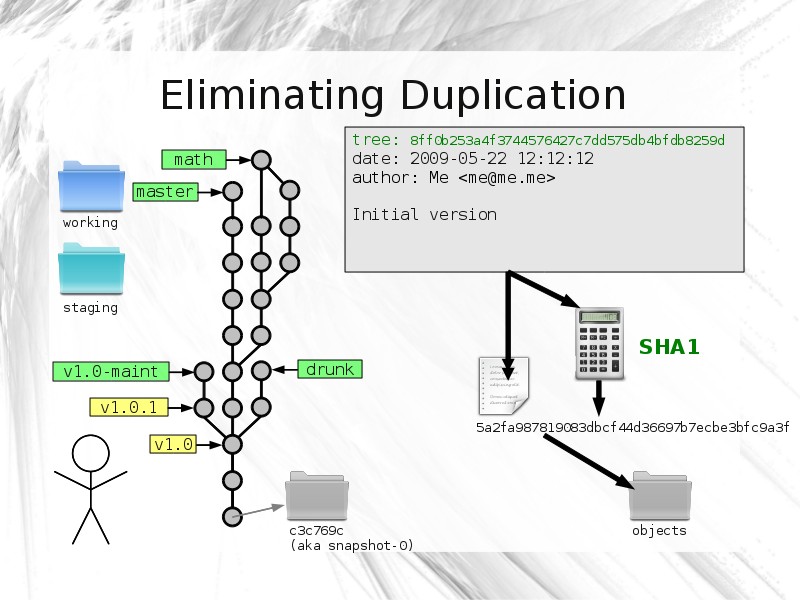 Eliminating Duplication
tree: 8ff0b253a4f3744576427c7dd575db4bfdb8259d
date: 2009-05-22 12:12:12
author: Me <me@me.me>
Initial version
math
master
working
staging
v1.0-maint
drunk
v1.0.1
v1.0
SHA1
5a2fa987819083dbcf44d36697b7ecbe3bfc9a3f
c3c769c
(aka snapshot-0)
objects